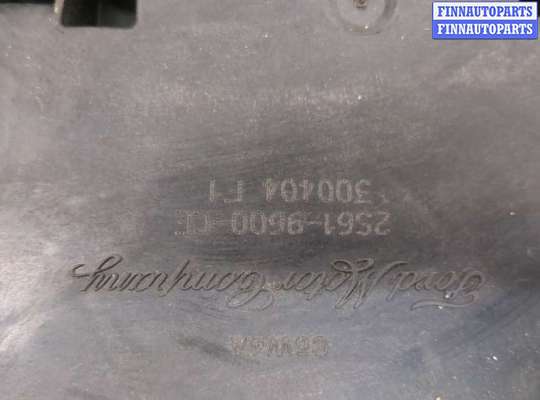 FINNAUTOPARTS
FINNAUTOPARTS
Ford Motor Company
2S61-9600-CE
300404 F1